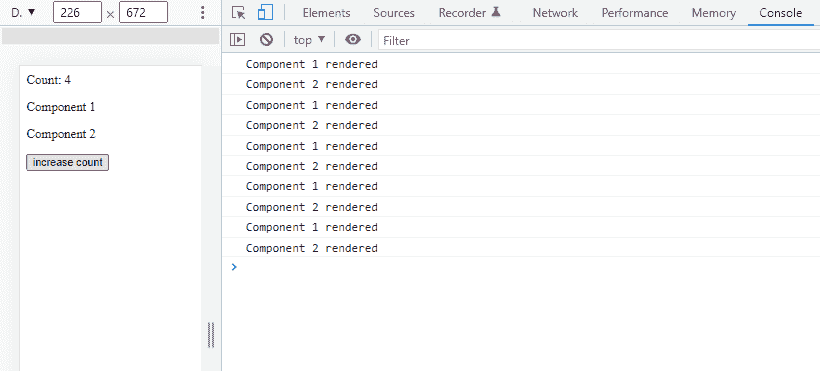 D. ▼ 226 × 672
Elements Sources Recorder Network Performance Memory Console
top ▼ Filter
Count: 4
Component 1
Component 2
increase count
Component 1 rendered
Component 2 rendered
Component 1 rendered
Component 2 rendered
Component 1 rendered
Component 2 rendered
Component 1 rendered
Component 2 rendered
Component 1 rendered
Component 2 rendered
>